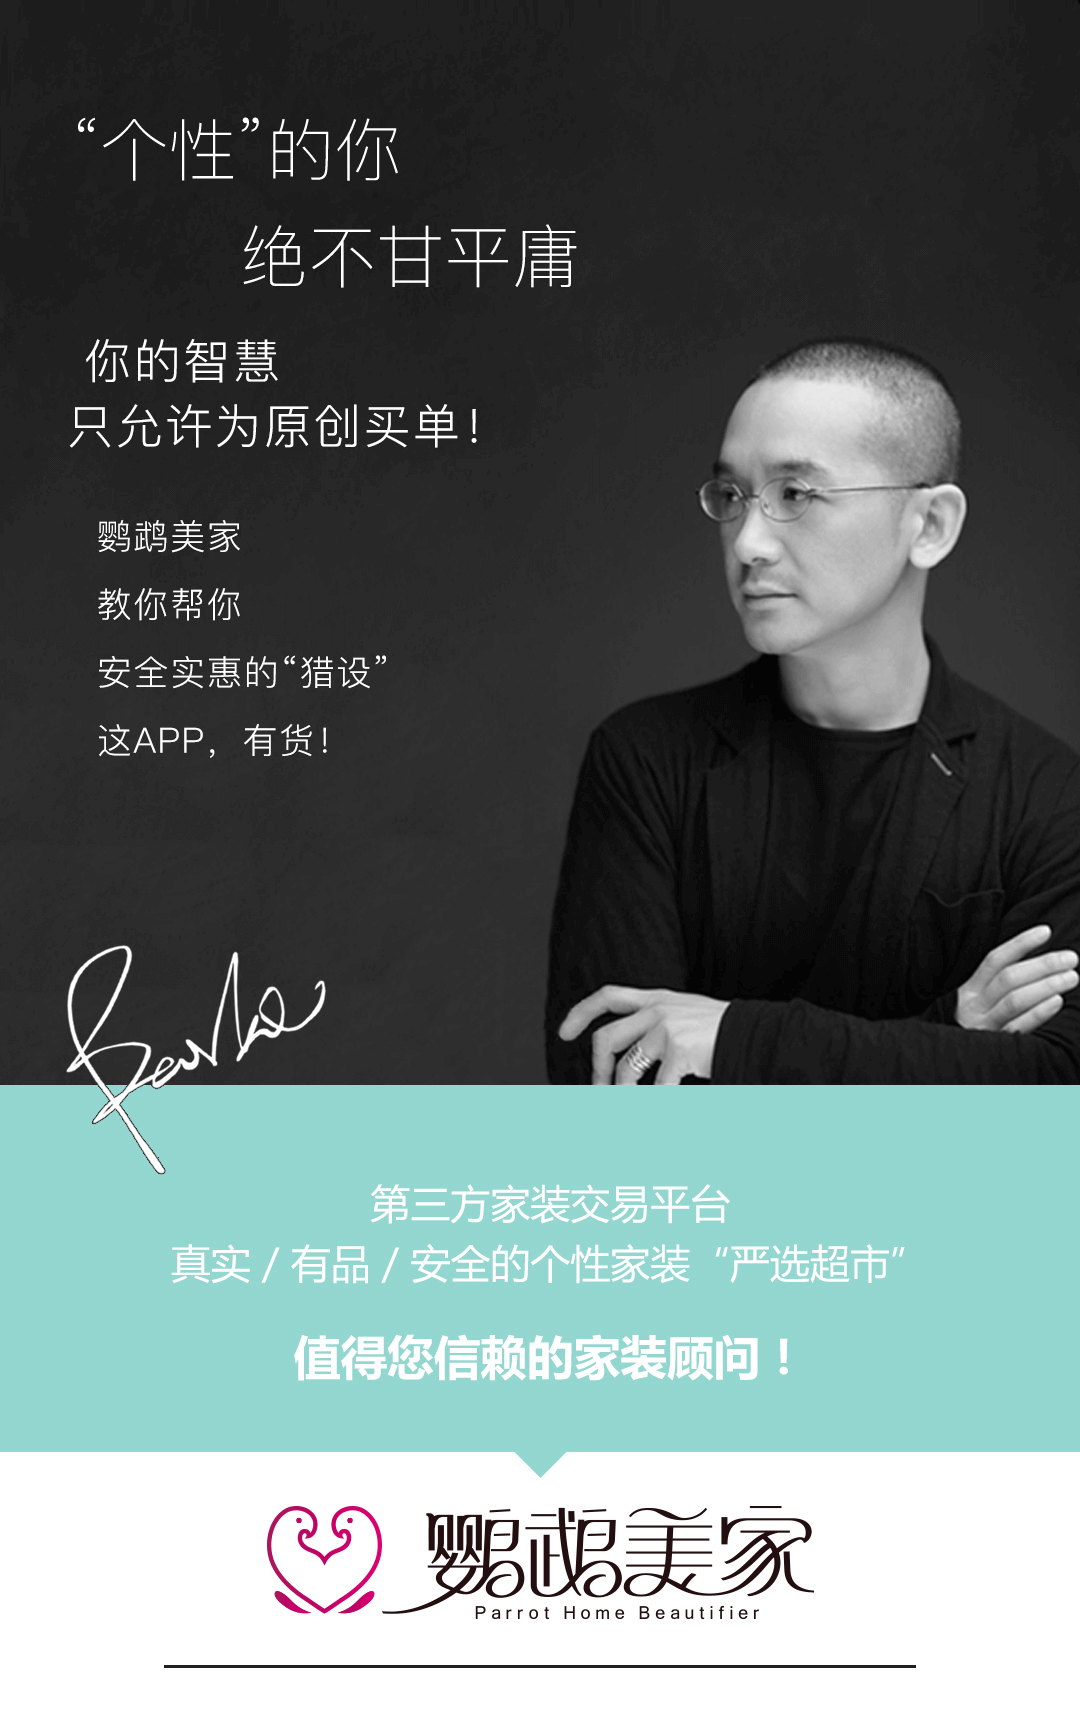 “个性”的你
绝不甘平庸
你的智慧
只允许为原创买单！
鹦鹉美家
教你帮你
安全实惠的“猎设”
这APP，有货！
第三方家装交易平台
真实 / 有品 / 安全的个性家装“严选超市”
值得您信赖的家装顾问！
鹦鹉美家
Parrot Home Beautifier